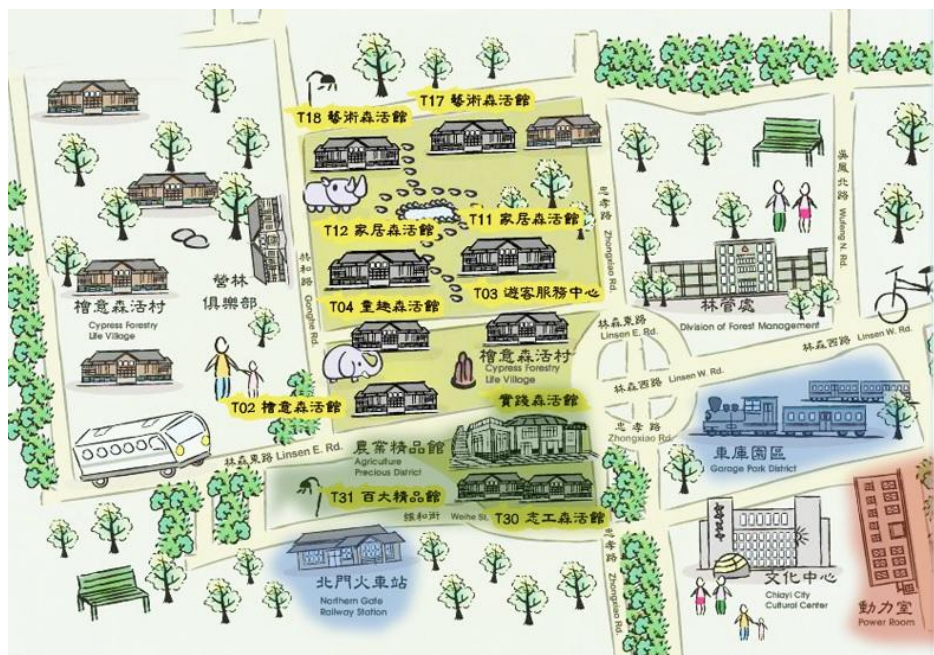 T17 藝術森活館
T18 藝術森活館
忠孝路
Zhongxiao Rd.
吳鳳北路
Wufeng N. Rd.
T11 家居森活館
T12 家居森活館
共和路
Gonghe Rd.
營林
俱樂部
檜意森活村
Cypress Forestry
Life Village
T03 遊客服務中心
T04 童趣森活館
林管處
Division of Forest Management
林森東路
Linsen E. Rd.
林森西路 Linsen W. Rd.
檜意森活村
Cypress Forestry
Life Village
林森西路 Linsen W. Rd.
T02 檜意森活館
實踐森活館
忠孝路
Zhongxiao Rd.
農業精品館
Agriculture
Precious District
林森東路 Linsen E. Rd.
車庫園區
Garage Park District
T31 百大精品館
維和街 Weihe St.
T30 志工森活館
忠孝路
Zhongxiao Rd.
北門火車站
Northern Gate
Railway Station
文化中心
Chiayi City
Cultural Center
動力室
Power Room